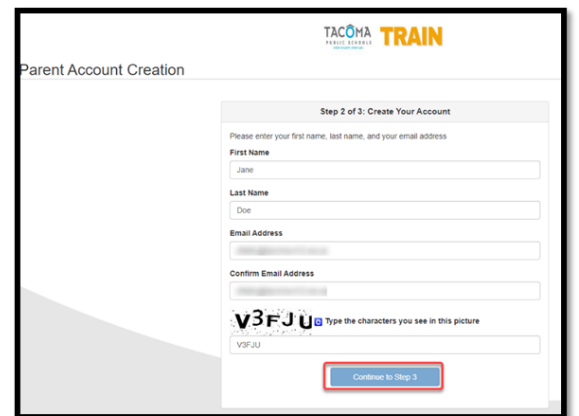 TACOMA TRAIN
PUBLIC SCHOOLS
Parent Account Creation
Step 2 of 3: Create Your Account
Please enter your first name, last name, and your email address
First Name
Jane
Last Name
Doe
Email Address
Confirm Email Address
V3FJU Type the characters you see in this picture
V3FJU
Continue to Step 3